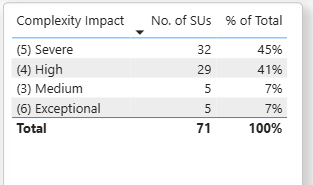 Complexity Impact No. of SUs % of Total
(5) Severe 32 45%
(4) High 29 41%
(3) Medium 5 7%
(6) Exceptional 5 7%
Total 71 100%